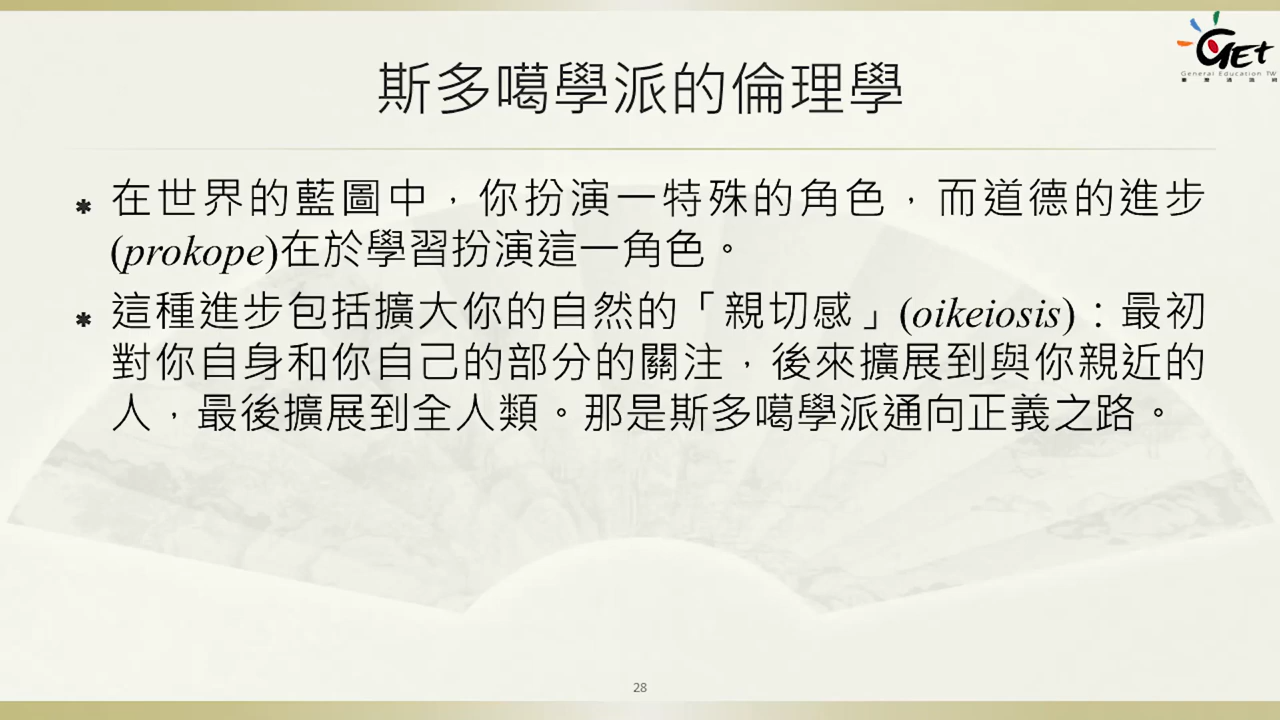 GEt
General Education TW
斯多噶學派的倫理學
* 在世界的藍圖中，你扮演一特殊的角色，而道德的進步
(prokope)在於學習扮演這一角色。
* 這種進步包括擴大你的自然的「親切感」(oikeiosis)：最初
對你自身和你自己的部分的關注，後來擴展到與你親近的
人，最後擴展到全人類。那是斯多噶學派通向正義之路。
28